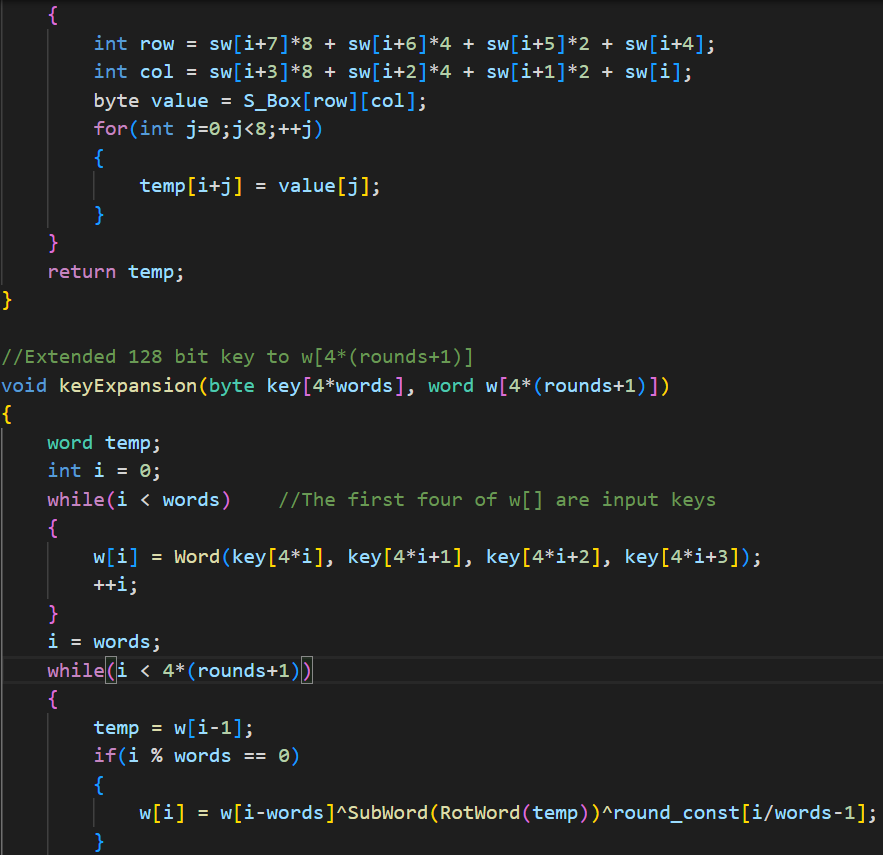 {
int row = sw[i+7]*8 + sw[i+6]*4 + sw[i+5]*2 + sw[i+4];
int col = sw[i+3]*8 + sw[i+2]*4 + sw[i+1]*2 + sw[i];
byte value = S_Box[row][col];
for(int j=0;j<8;++j)
{
temp[i+j] = value[j];
}
}
return temp;
}
//Extended 128 bit key to w[4*(rounds+1)]
void keyExpansion(byte key[4*words], word w[4*(rounds+1)])
{
word temp;
int i = 0;
while(i < words)    //The first four of w[] are input keys
{
w[i] = Word(key[4*i], key[4*i+1], key[4*i+2], key[4*i+3]);
++i;
}
i = words;
while(i < 4*(rounds+1))
{
temp = w[i-1];
if(i % words == 0)
{
w[i] = w[i-words]^SubWord(RotWord(temp))^round_const[i/words-1];
}